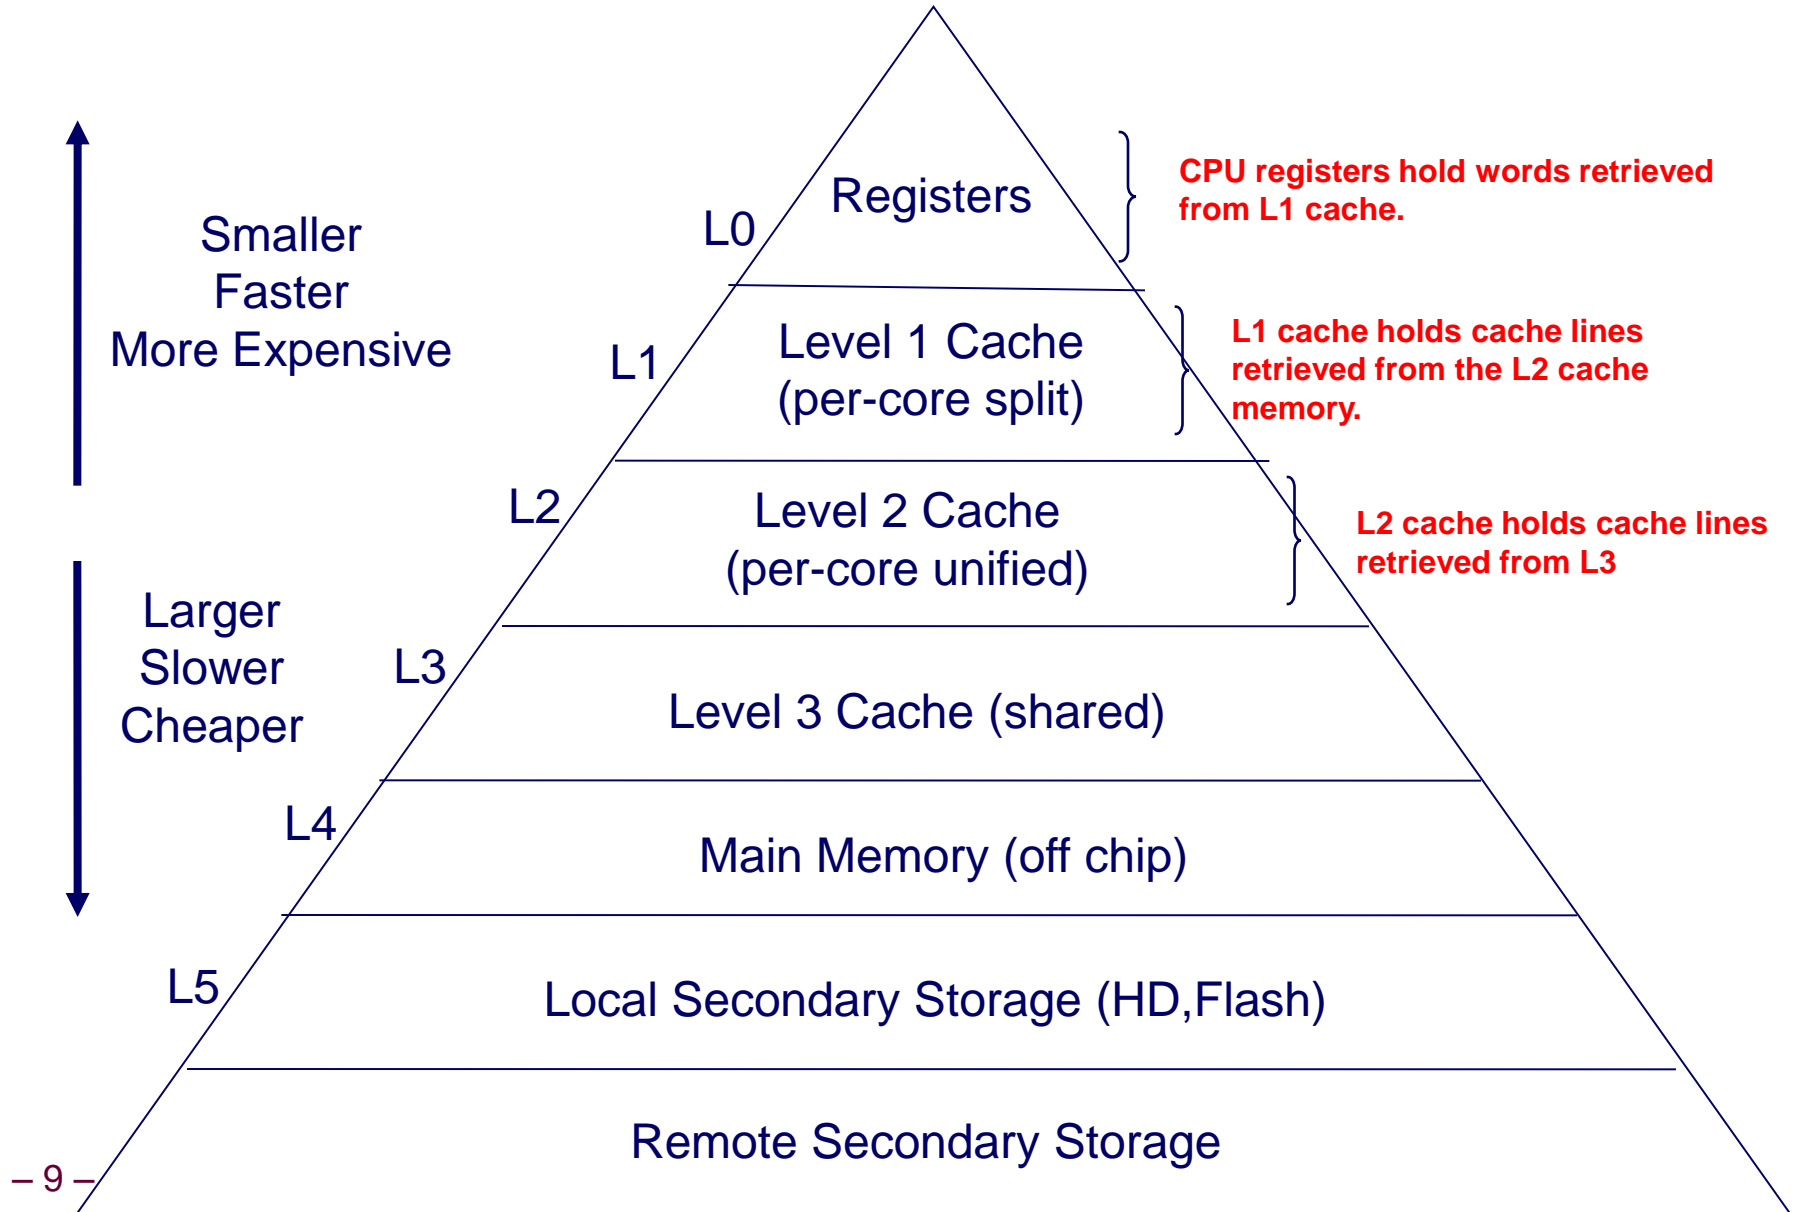 Registers
CPU registers hold words retrieved
from L1 cache.
L0
Smaller
Faster
More Expensive
L1
Level 1 Cache
(per-core split)
L1 cache holds cache lines
retrieved from the L2 cache
memory.
L2
Level 2 Cache
(per-core unified)
L2 cache holds cache lines
retrieved from L3
Larger
Slower
Cheaper
L3
Level 3 Cache (shared)
L4
Main Memory (off chip)
L5
Local Secondary Storage (HD,Flash)
Remote Secondary Storage
– 9 –